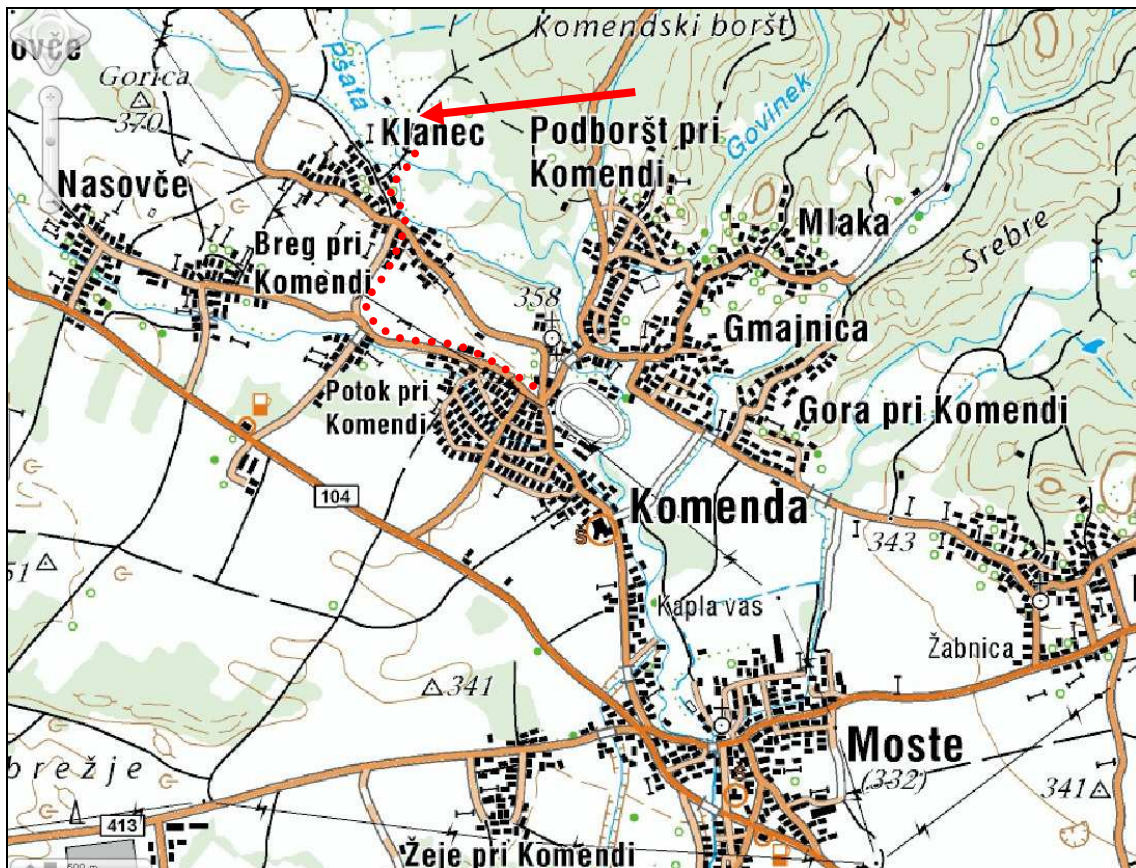 Komendski boršt
ovče
Pšata
Gorica
370
Klanec
Podboršt pri
Komendi
Govinek
Nasovče
Mlaka
Srebre
Breg pri
Komendi
358
Gmajnica
Potok pri
Komendi
Gora pri Komendi
104
Komenda
Š
343
51
Kapla vas
Žabnica
341
Moste
(332)
brežje
341
413
Žeje pri Komendi
500 m